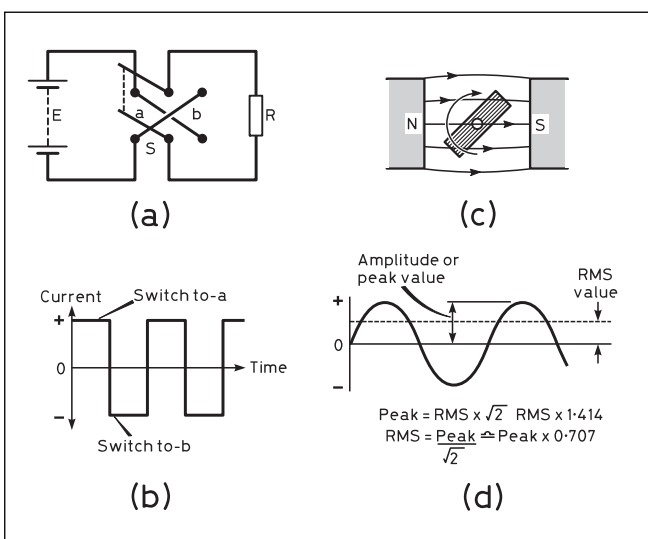 E
a
b
S
R
(a)
N
S
(c)
Current
Switch to-a
+
0
Time
–
Switch to-b
(b)
Amplitude or
peak value
RMS
value
+
0
–
Peak = RMS x √2 RMS x 1·414
RMS = Peak ≏ Peak x 0·707
√2
(d)